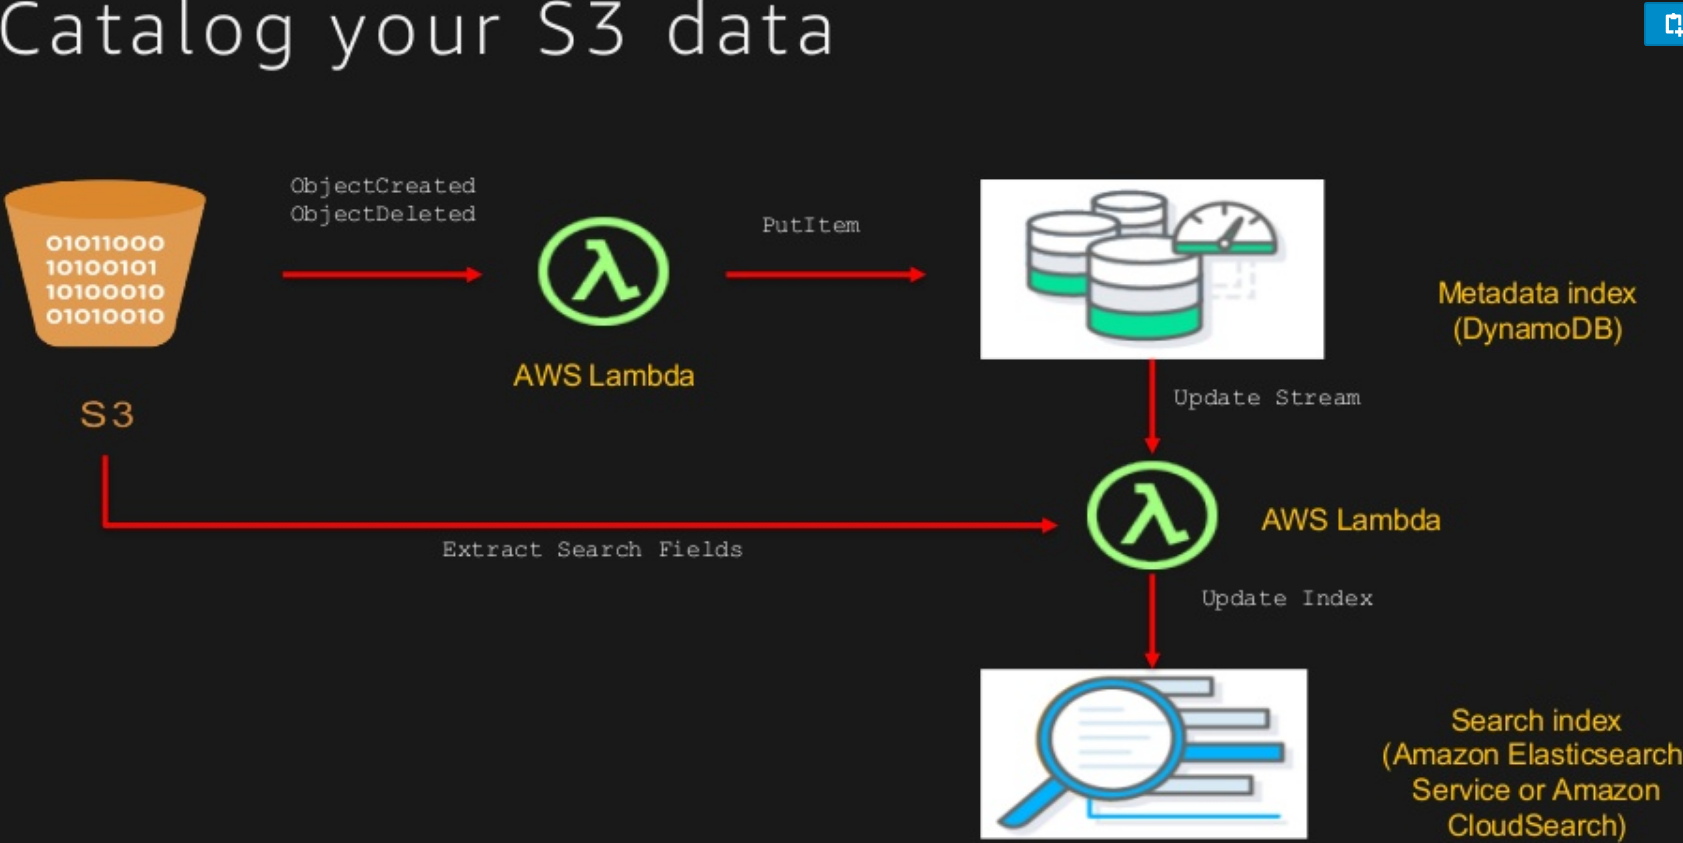 Catalog your S3 data
ObjectCreated
ObjectDeleted
PutItem
01011000
10100101
10100010
01010010
Metadata index
(DynamoDB)
AWS Lambda
S3
Update Stream
AWS Lambda
Extract Search Fields
Update Index
Search index
(Amazon Elasticsearch
Service or Amazon
CloudSearch)